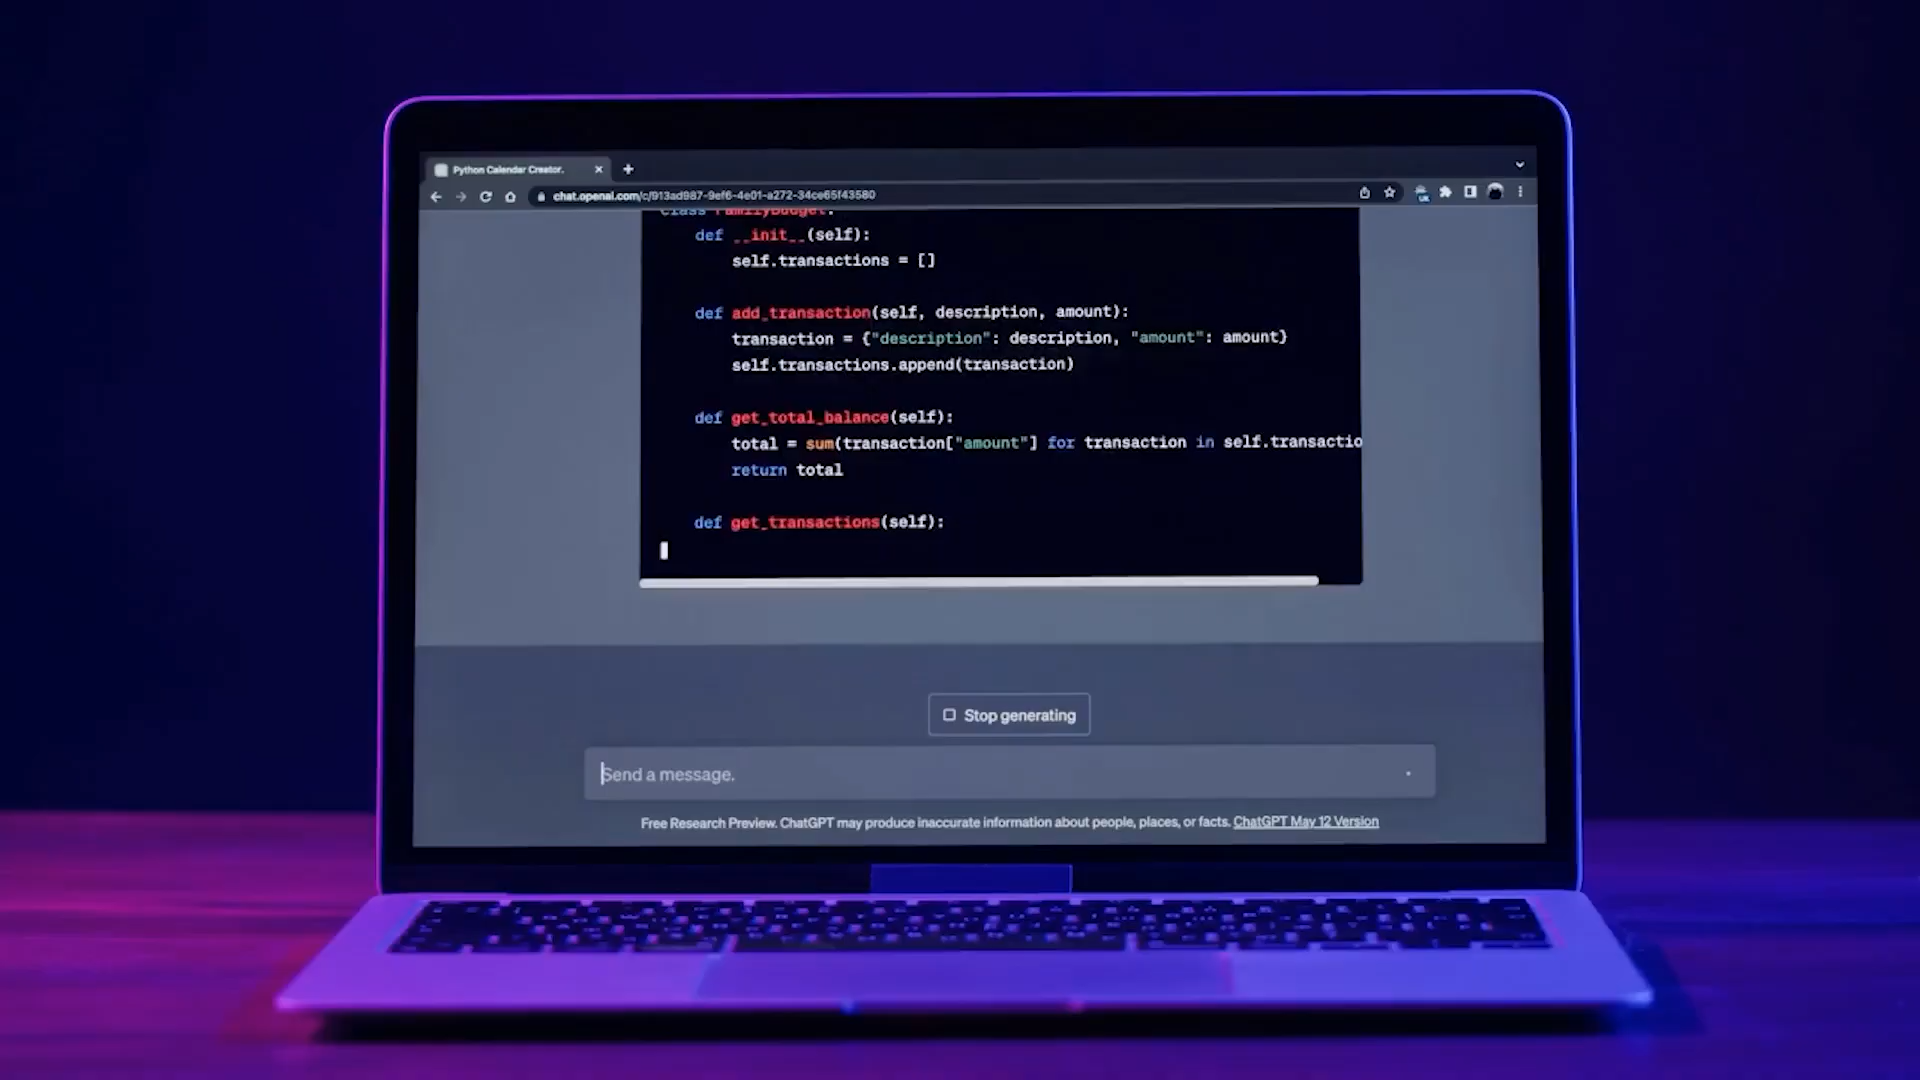 Python Calendar Creator.
chat.openai.com/c/913ad987-9ef6-4e01-a272-34ce65f43580
class FamilyBudget:
def __init__(self):
self.transactions = []
def add_transaction(self, description, amount):
transaction = {"description": description, "amount": amount}
self.transactions.append(transaction)
def get_total_balance(self):
total = sum(transaction["amount"] for transaction in self.transactio
return total
def get_transactions(self):
Stop generating
Send a message.
Free Research Preview. ChatGPT may produce inaccurate information about people, places, or facts. ChatGPT May 12 Version